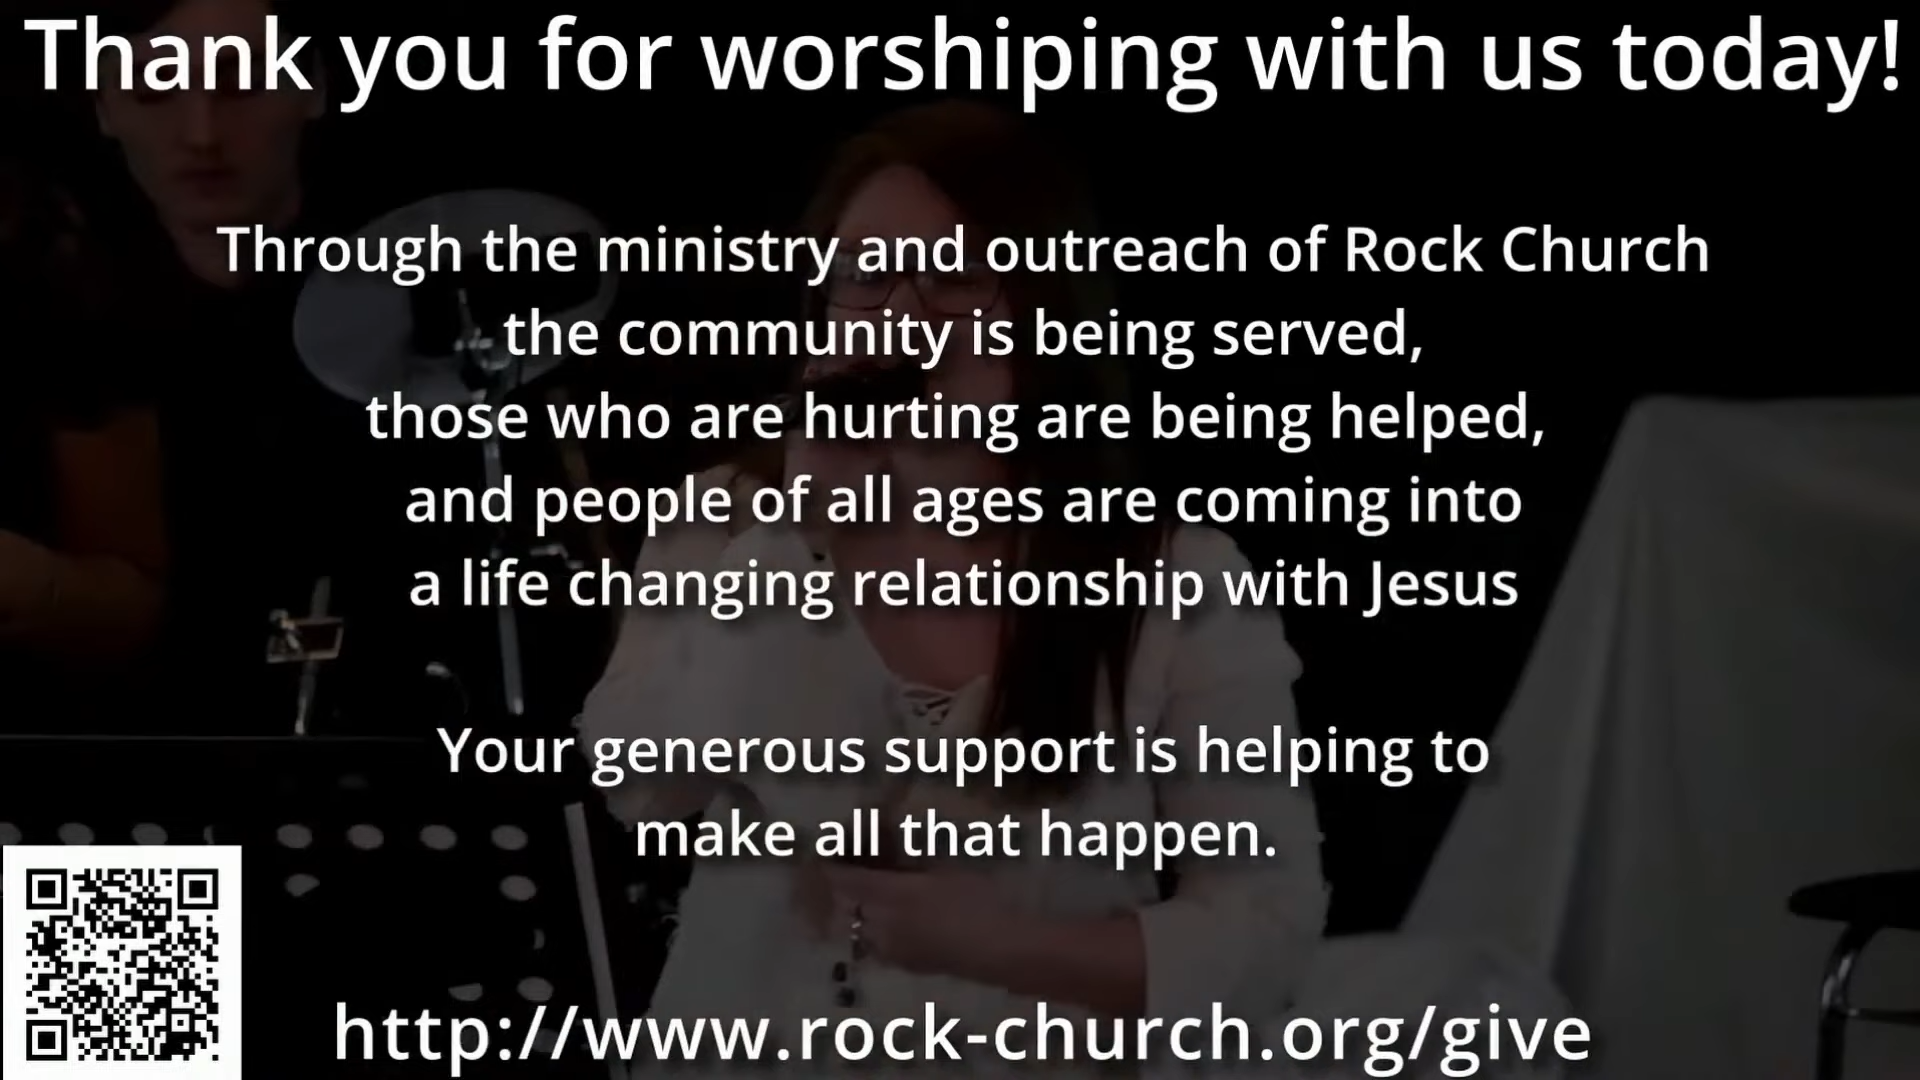 Thank you for worshiping with us today!
Through the ministry and outreach of Rock Church
the community is being served,
those who are hurting are being helped,
and people of all ages are coming into
a life changing relationship with Jesus
Your generous support is helping to
make all that happen.
http://www.rock-church.org/give